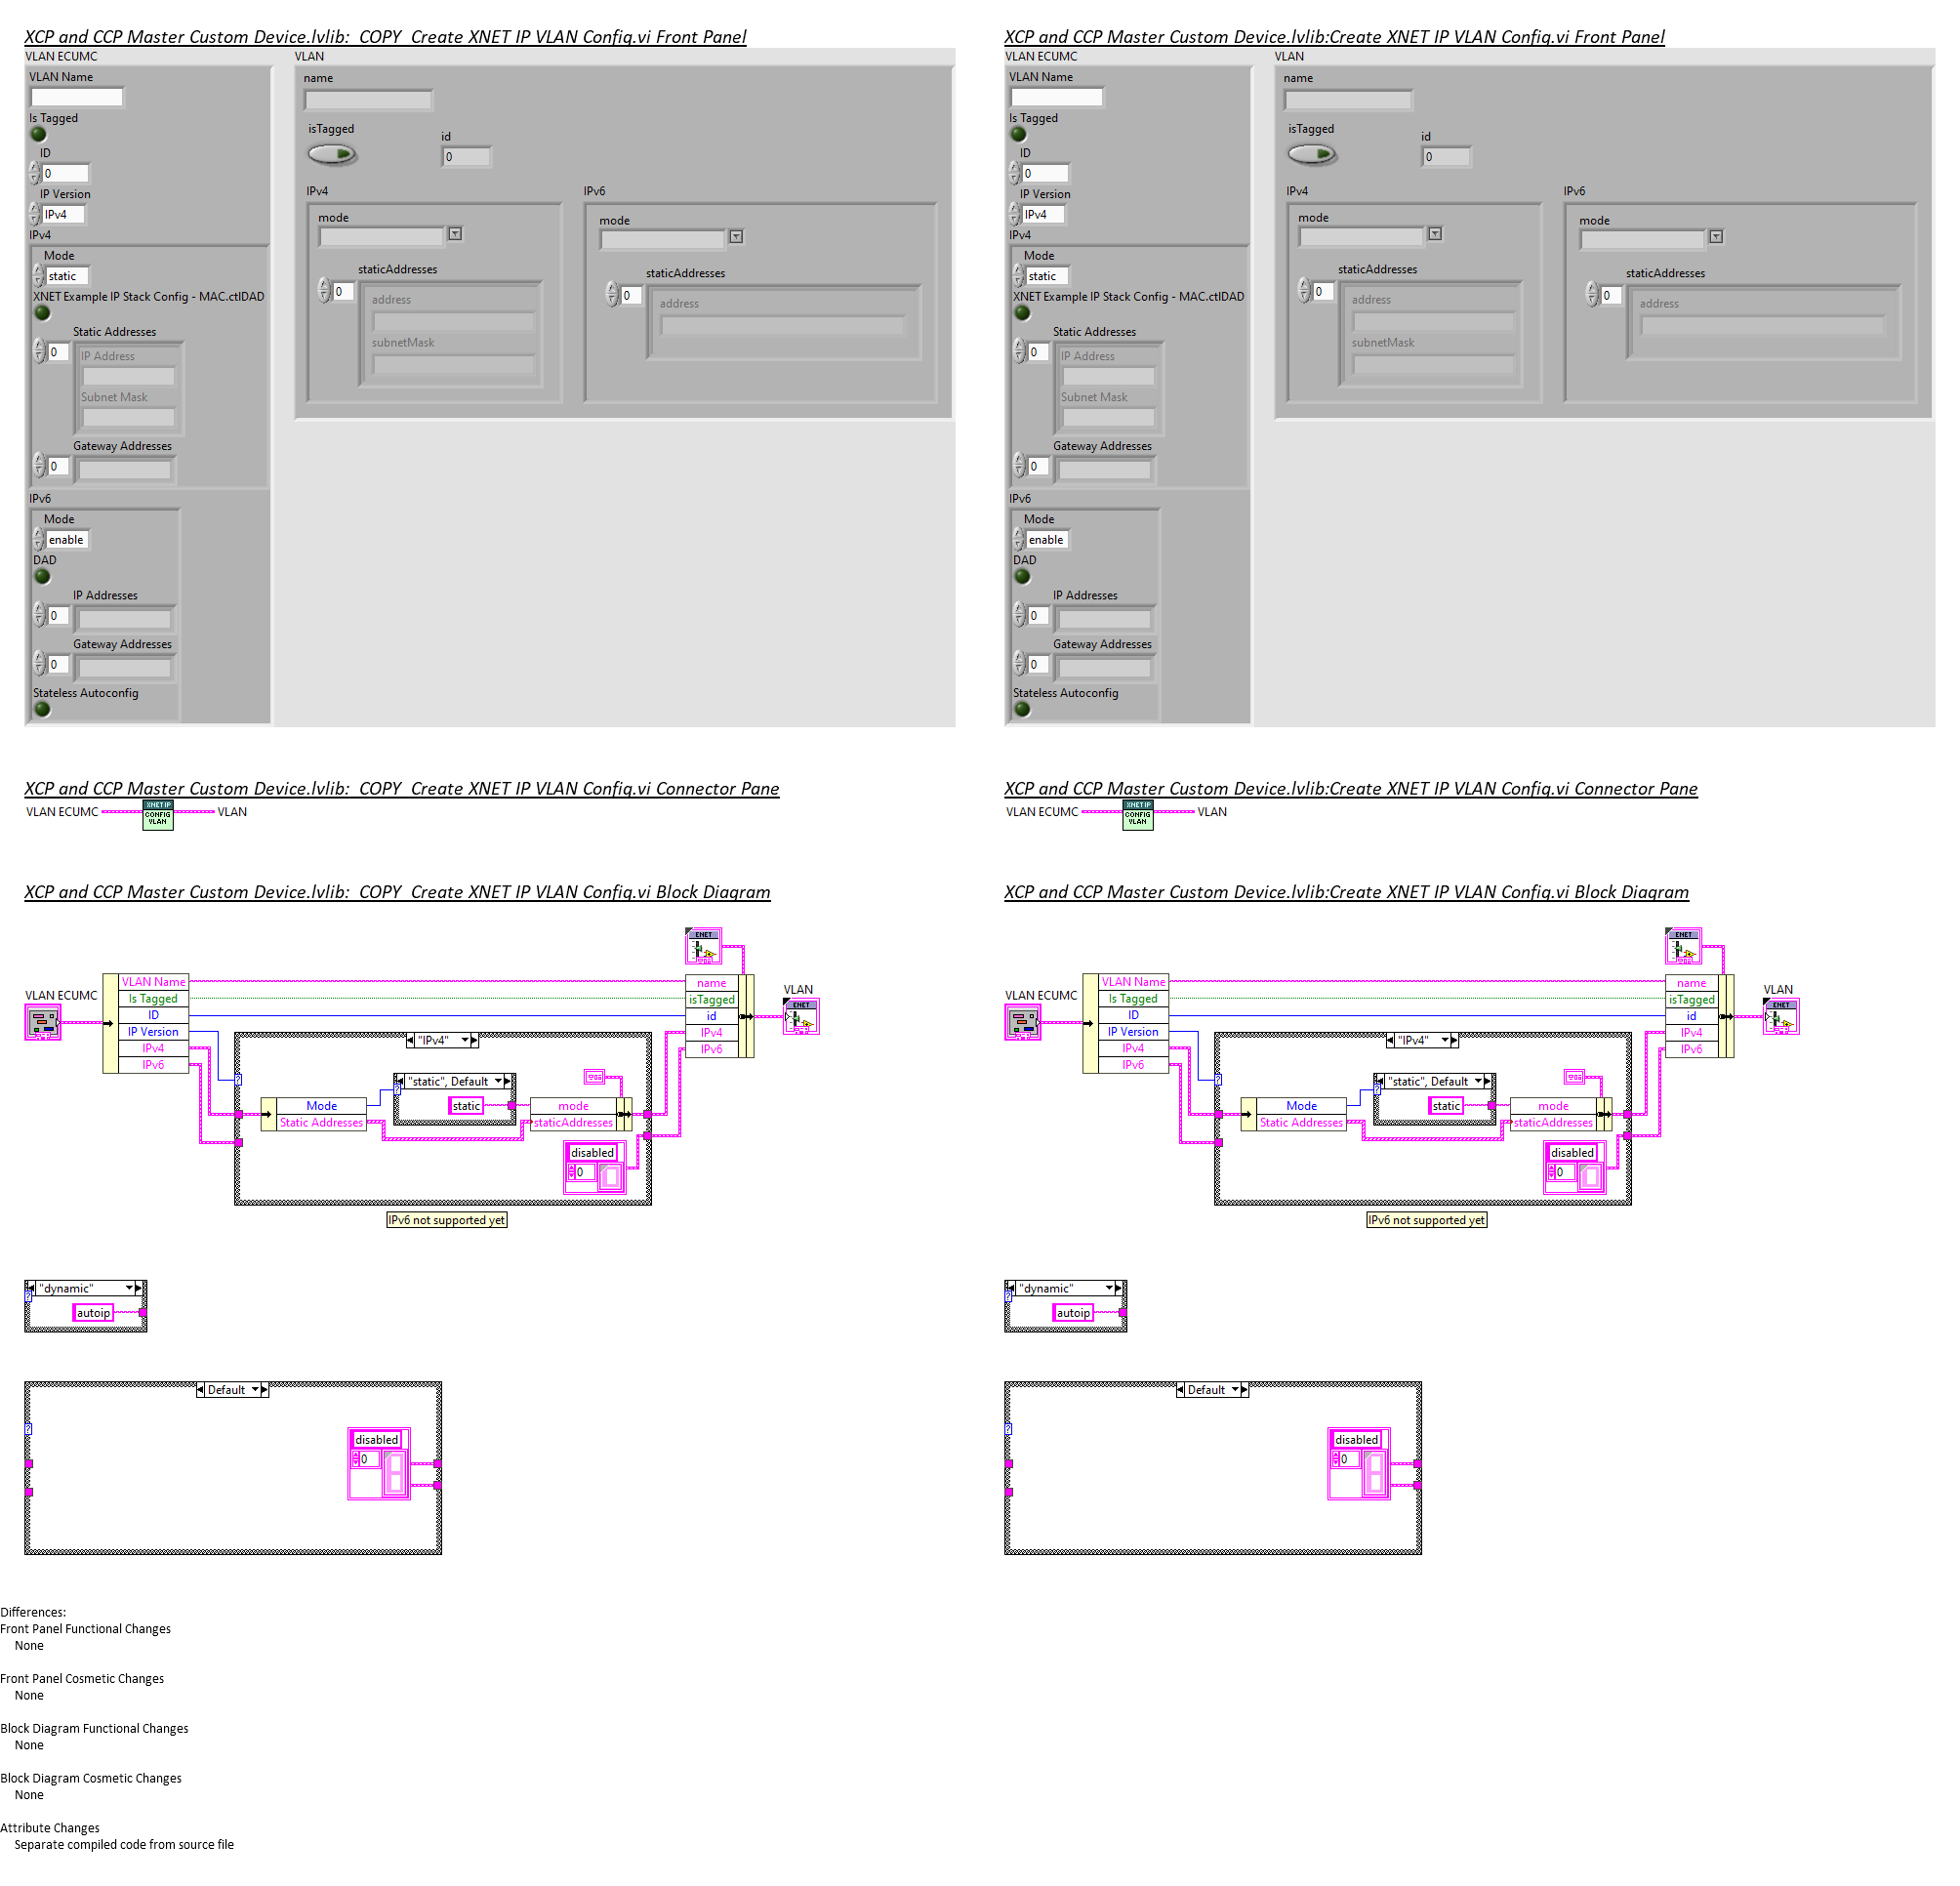 XCP and CCP Master Custom Device.lvlib:  COPY  Create XNET IP VLAN Config.vi Front Panel
VLAN ECUMC
VLAN
VLAN Name
name
Is Tagged
isTagged
id
0
ID
0
IP Version
IPv4
IPv4
Mode
static
XNET Example IP Stack Config - MAC.ctlDAD
Static Addresses
0
IP Address
Subnet Mask
Gateway Addresses
0
IPv6
Mode
enable
DAD
IP Addresses
0
Gateway Addresses
0
Stateless Autoconfig
IPv4
mode
staticAddresses
0
address
subnetMask
IPv6
mode
staticAddresses
0
address
XCP and CCP Master Custom Device.lvlib:Create XNET IP VLAN Config.vi Front Panel
VLAN ECUMC
VLAN
VLAN Name
name
Is Tagged
isTagged
id
0
ID
0
IP Version
IPv4
IPv4
Mode
static
XNET Example IP Stack Config - MAC.ctlDAD
Static Addresses
0
IP Address
Subnet Mask
Gateway Addresses
0
IPv6
Mode
enable
DAD
IP Addresses
0
Gateway Addresses
0
Stateless Autoconfig
IPv4
mode
staticAddresses
0
address
subnetMask
IPv6
mode
staticAddresses
0
address
XCP and CCP Master Custom Device.lvlib:  COPY  Create XNET IP VLAN Config.vi Connector Pane
VLAN ECUMC
XNET IP
CONFIG
VLAN
VLAN
XCP and CCP Master Custom Device.lvlib:Create XNET IP VLAN Config.vi Connector Pane
VLAN ECUMC
XNET IP
CONFIG
VLAN
VLAN
XCP and CCP Master Custom Device.lvlib:  COPY  Create XNET IP VLAN Config.vi Block Diagram
ENET
VLAN ECUMC
VLAN Name
Is Tagged
ID
IP Version
IPv4
IPv6
name
isTagged
id
IPv4
IPv6
VLAN
ENET
"IPv4"
?
Mode
Static Addresses
"static", Default
?
static
mode
staticAddresses
disabled
0
IPv6 not supported yet
"dynamic"
?
autoip
Default
?
disabled
0
XCP and CCP Master Custom Device.lvlib:Create XNET IP VLAN Config.vi Block Diagram
ENET
VLAN ECUMC
VLAN Name
Is Tagged
ID
IP Version
IPv4
IPv6
name
isTagged
id
IPv4
IPv6
VLAN
ENET
"IPv4"
?
Mode
Static Addresses
"static", Default
?
static
mode
staticAddresses
disabled
0
IPv6 not supported yet
"dynamic"
?
autoip
Default
?
disabled
0
Differences:
Front Panel Functional Changes
None
Front Panel Cosmetic Changes
None
Block Diagram Functional Changes
None
Block Diagram Cosmetic Changes
None
Attribute Changes
Separate compiled code from source file